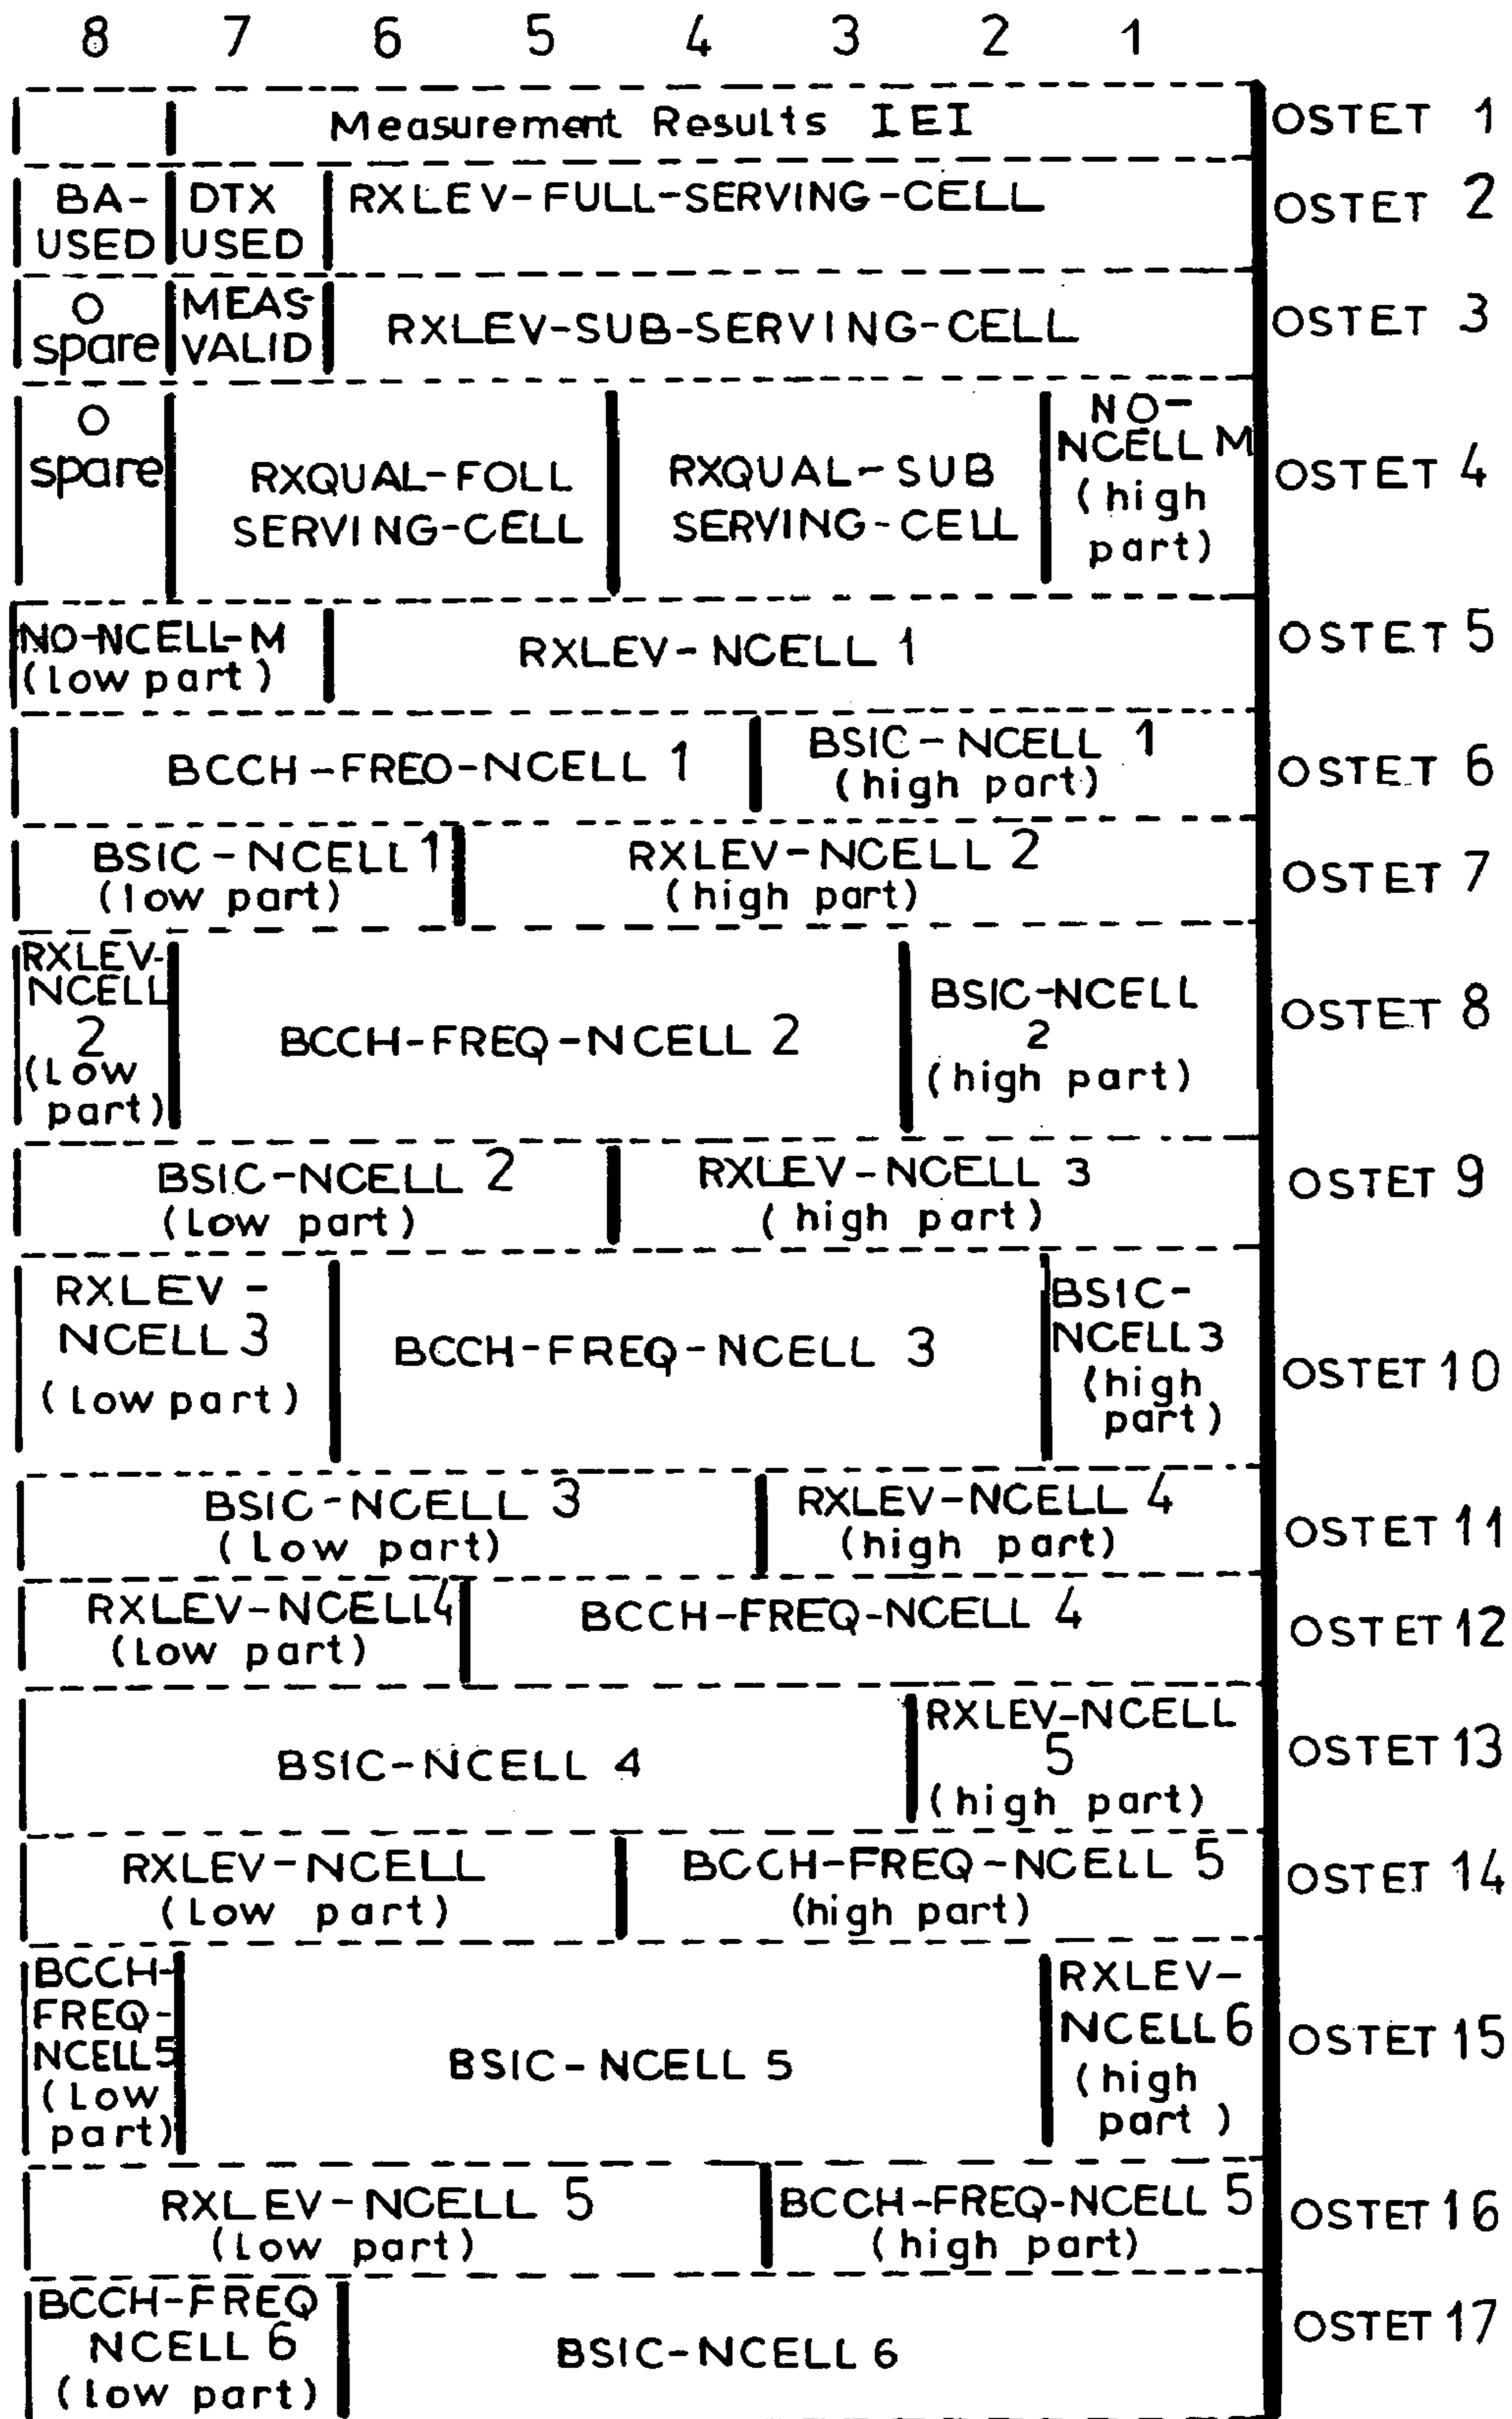 8 7 6 5 4 3 2 1
Measurement Results IEI
OSTET 1
BA-
USED
DTX
USED
RXLEV-FULL-SERVING-CELL
OSTET 2
0
spare
MEAS-
VALID
RXLEV-SUB-SERVING-CELL
OSTET 3
0
spare
RXQUAL-FOLL
SERVING-CELL
RXQUAL-SUB
SERVING-CELL
NO-
NCELL M
(high
part)
OSTET 4
NO-NCELL-M
(low part)
RXLEV-NCELL 1
OSTET 5
BCCH-FREO-NCELL 1
BSIC-NCELL 1
(high part)
OSTET 6
BSIC-NCELL 1
(low part)
RXLEV-NCELL 2
(high part)
OSTET 7
RXLEV-
NCELL
2
(Low
part)
BCCH-FREQ-NCELL 2
BSIC-NCELL
2
(high part)
OSTET 8
BSIC-NCELL 2
(Low part)
RXLEV-NCELL 3
(high part)
OSTET 9
RXLEV-
NCELL 3
(Low part)
BCCH-FREQ-NCELL 3
BSIC-
NCELL 3
(high
part)
OSTET 10
BSIC-NCELL 3
(Low part)
RXLEV-NCELL 4
(high part)
OSTET 11
RXLEV-NCELL 4
(Low part)
BCCH-FREQ-NCELL 4
OSTET 12
BSIC-NCELL 4
RXLEV-NCELL
5
(high part)
OSTET 13
RXLEV-NCELL
(Low part)
BCCH-FREQ-NCELL 5
(high part)
OSTET 14
BCCH-
FREQ-
NCELL 5
(Low
part)
BSIC-NCELL 5
RXLEV-
NCELL 6
(high
part)
OSTET 15
RXLEV-NCELL 5
(Low part)
BCCH-FREQ-NCELL 5
(high part)
OSTET 16
BCCH-FREQ
NCELL 6
(low part)
BSIC-NCELL 6
OSTET 17